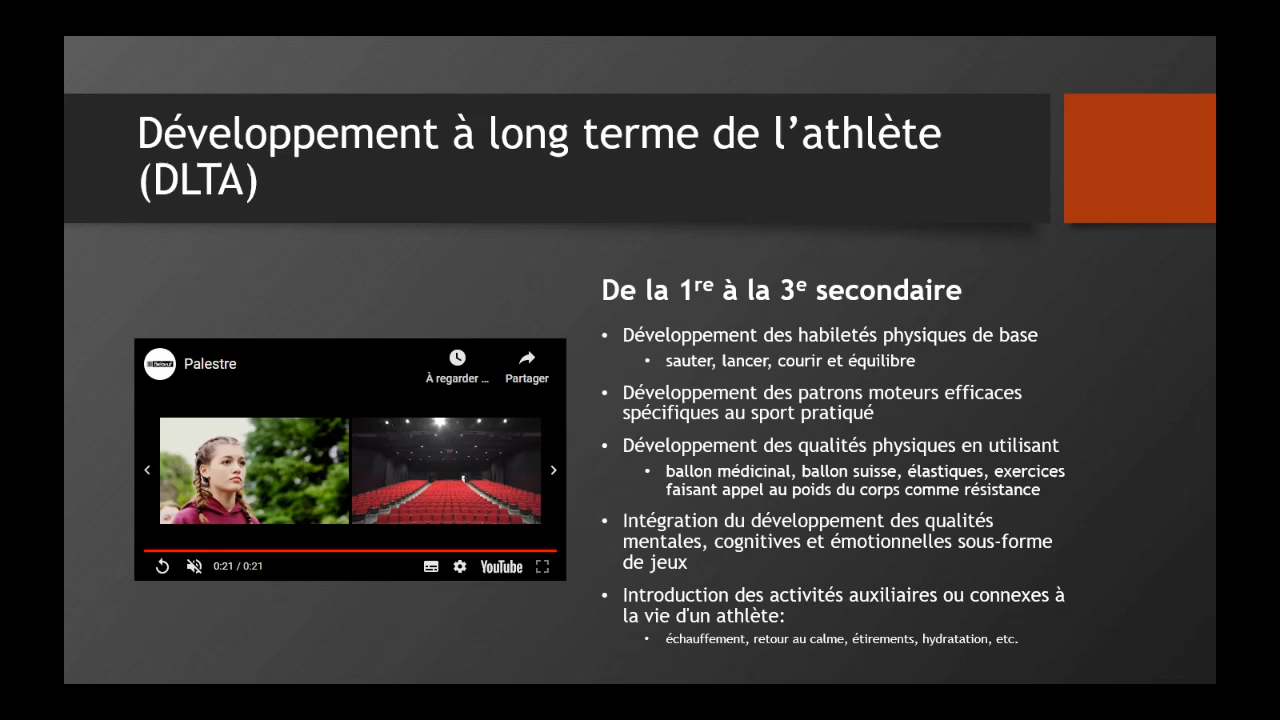 Développement à long terme de l’athlète
(DLTA)
De la 1re à la 3e secondaire
• Développement des habiletés physiques de base
• sauter, lancer, courir et équilibre
• Développement des patrons moteurs efficaces
spécifiques au sport pratiqué
• Développement des qualités physiques en utilisant
• ballon médicinal, ballon suisse, élastiques, exercices
faisant appel au poids du corps comme résistance
• Intégration du développement des qualités
mentales, cognitives et émotionnelles sous-forme
de jeux
• Introduction des activités auxiliaires ou connexes à
la vie d'un athlète:
• échauffement, retour au calme, étirements, hydratation, etc.
Palestre
À regarder ...
Partager
0:21 / 0:21
YouTube